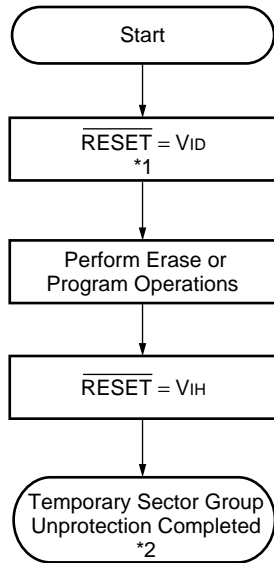 Start
RESET = VID
*1
Perform Erase or
Program Operations
RESET = VIH
Temporary Sector Group
Unprotection Completed
*2